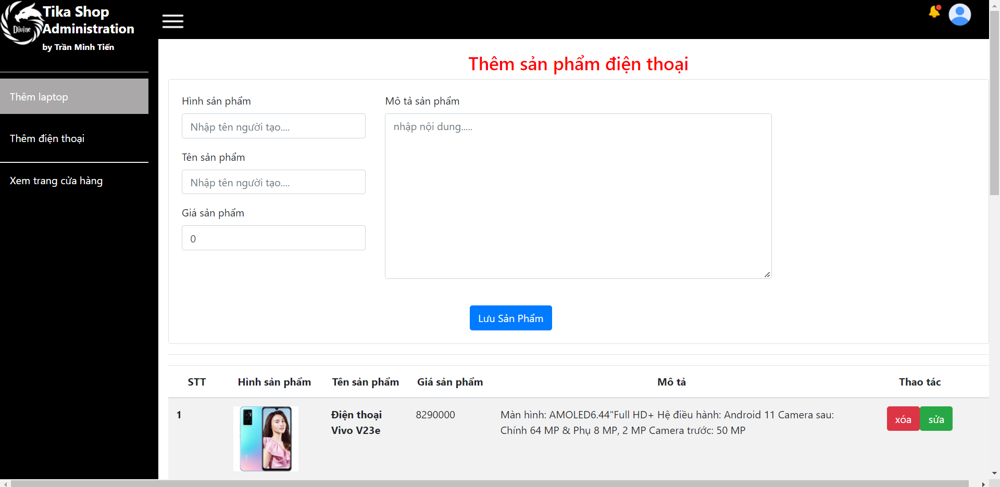 Divine
Tika Shop
Administration
by Trần Minh Tiến
Thêm laptop
Thêm điện thoại
Xem trang cửa hàng
Thêm sản phẩm điện thoại
Hình sản phẩm
Nhập tên người tạo....
Tên sản phẩm
Nhập tên người tạo....
Giá sản phẩm
0
Mô tả sản phẩm
nhập nội dung.....
Lưu Sản Phẩm
STT Hình sản phẩm Tên sản phẩm Giá sản phẩm Mô tả Thao tác
1
Điện thoại
Vivo V23e
8290000
Màn hình: AMOLED6.44"Full HD+ Hệ điều hành: Android 11 Camera sau:
Chính 64 MP & Phụ 8 MP, 2 MP Camera trước: 50 MP
xóa sửa